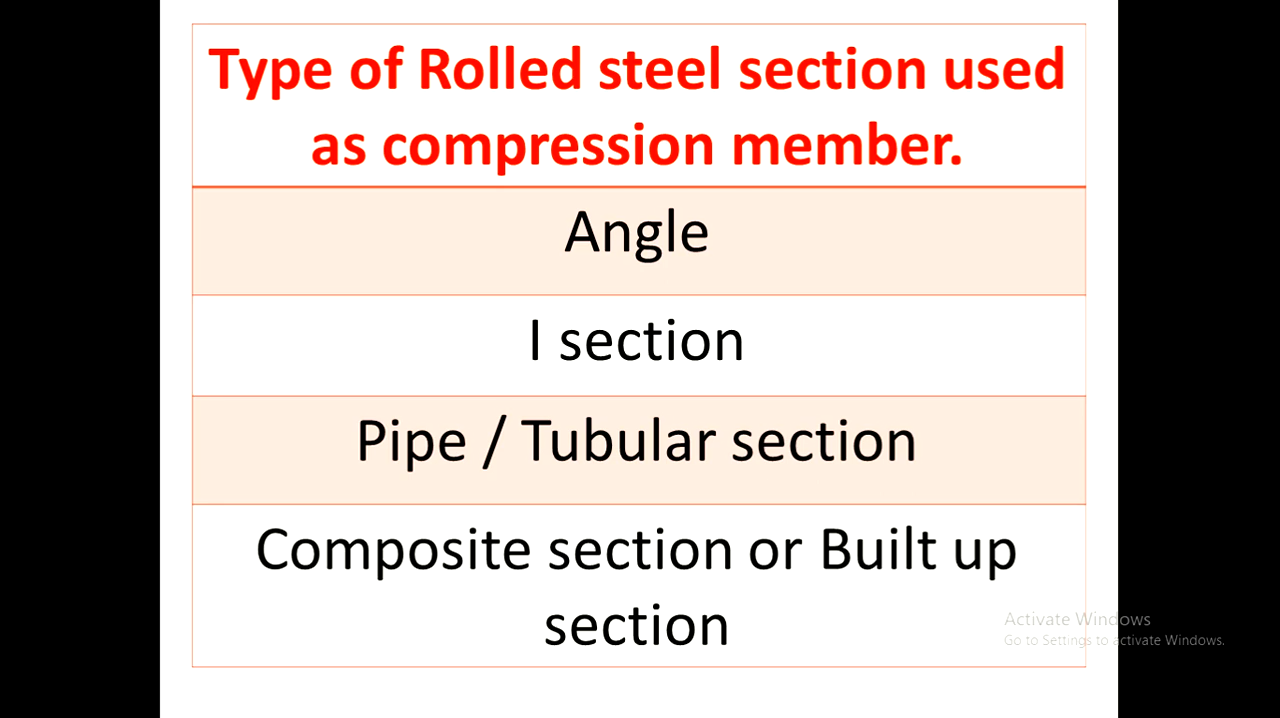 Type of Rolled steel section used
as compression member.
Angle
I section
Pipe / Tubular section
Composite section or Built up
section
Activate Windows
Go to Settings to activate Windows.